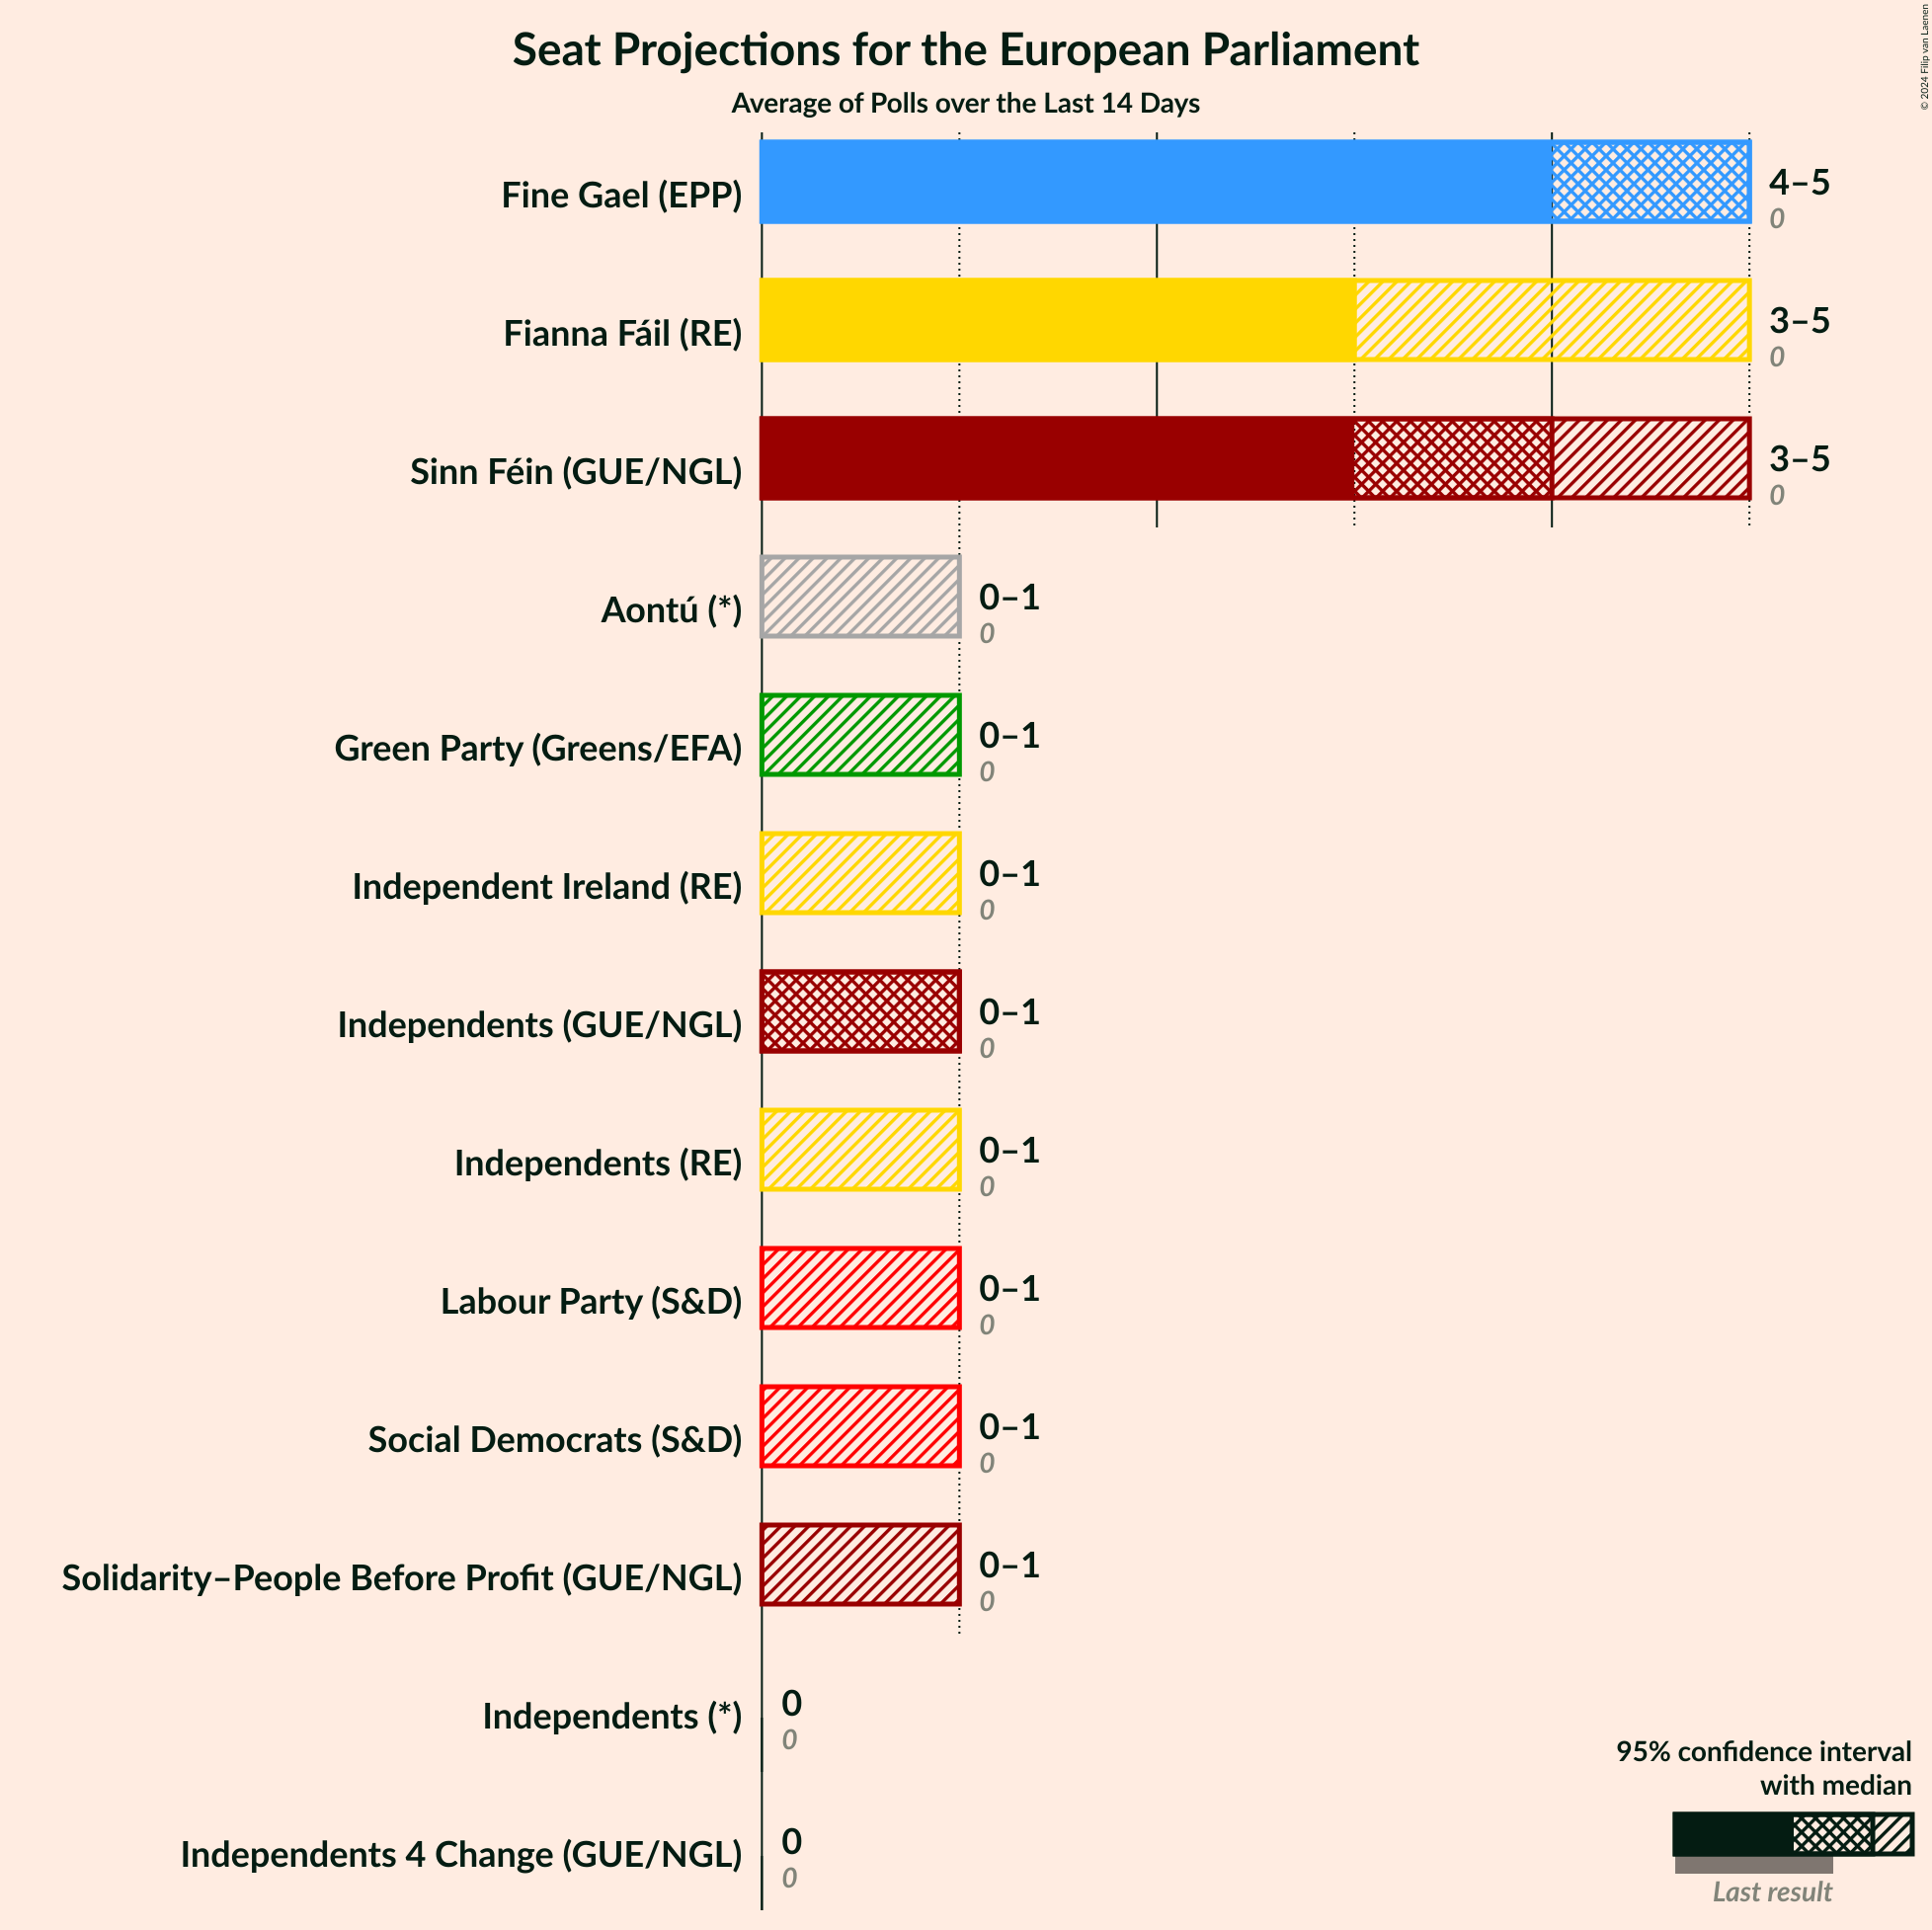 Seat Projections for the European Parliament
Average of Polls over the Last 14 Days
© 2024 Filip van Laenen
Fine Gael (EPP)
4–5
0
Fianna Fáil (RE)
3–5
0
Sinn Féin (GUE/NGL)
3–5
0
Aontú (*)
0–1
0
Green Party (Greens/EFA)
0–1
0
Independent Ireland (RE)
0–1
0
Independents (GUE/NGL)
0–1
0
Independents (RE)
0–1
0
Labour Party (S&D)
0–1
0
Social Democrats (S&D)
0–1
0
Solidarity–People Before Profit (GUE/NGL)
0–1
0
Independents (*)
0
0
Independents 4 Change (GUE/NGL)
0
0
95% confidence interval
with median
Last result